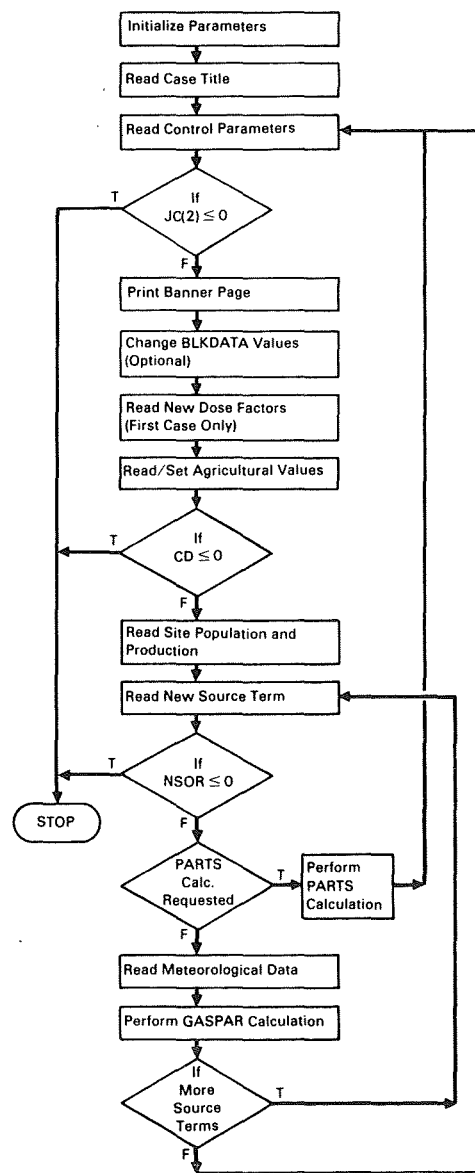 Initialize Parameters
Read Case Title
Read Control Parameters
T
If
JC(2) ≤ 0
F
Print Banner Page
Change BLKDATA Values
(Optional)
Read New Dose Factors
(First Case Only)
Read/Set Agricultural Values
T
If
CD ≤ 0
F
Read Site Population and
Production
Read New Source Term
T
If
NSOR ≤ 0
F
STOP
PARTS
Calc.
Requested
T
Perform
PARTS
Calculation
F
Read Meteorological Data
Perform GASPAR Calculation
If
More
Source
Terms
T
F